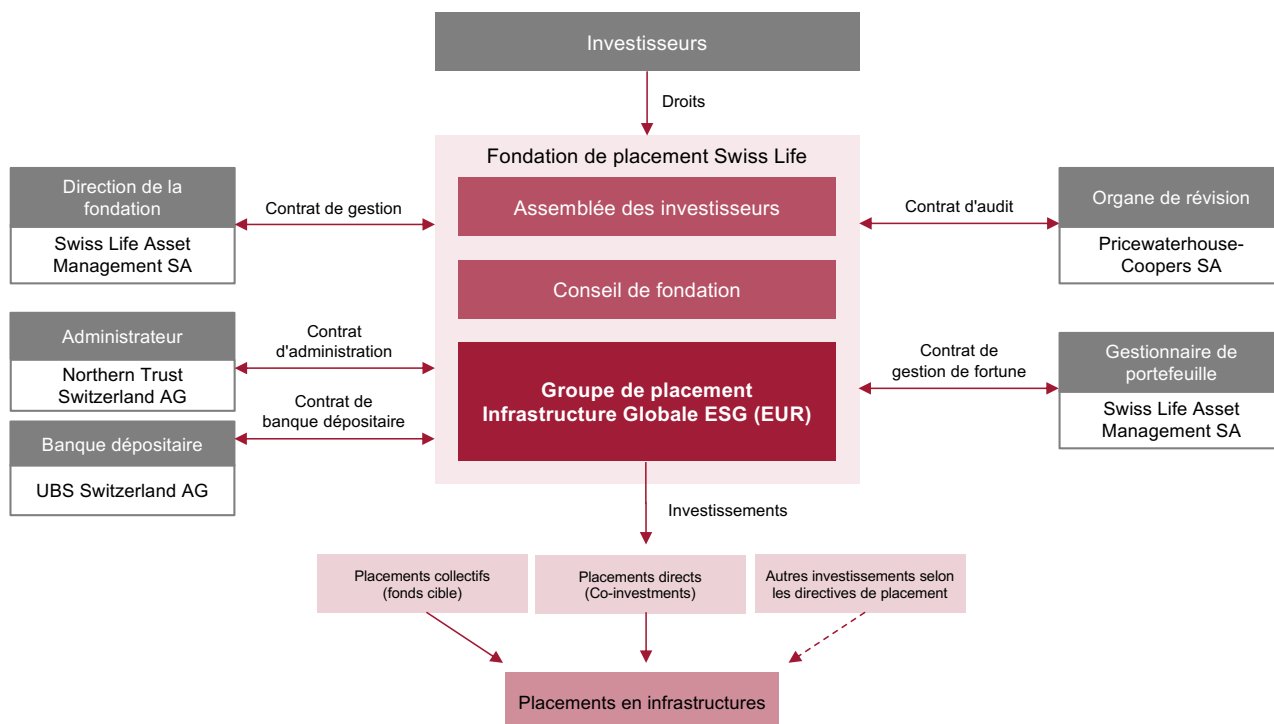 Investisseurs
Droits
Fondation de placement Swiss Life
Assemblée des investisseurs
Conseil de fondation
Groupe de placement
Infrastructure Globale ESG (EUR)
Direction de la
fondation
Swiss Life Asset
Management SA
Contrat de gestion
Administrateur
Northern Trust
Switzerland AG
Contrat
d'administration
Banque dépositaire
UBS Switzerland AG
Contrat de
banque dépositaire
Contrat d'audit
Organe de révision
Pricewaterhouse-
Coopers SA
Contrat de
gestion de fortune
Gestionnaire de
portefeuille
Swiss Life Asset
Management SA
Investissements
Placements collectifs
(fonds cible)
Placements directs
(Co-investments)
Autres investissements selon
les directives de placement
Placements en infrastructures